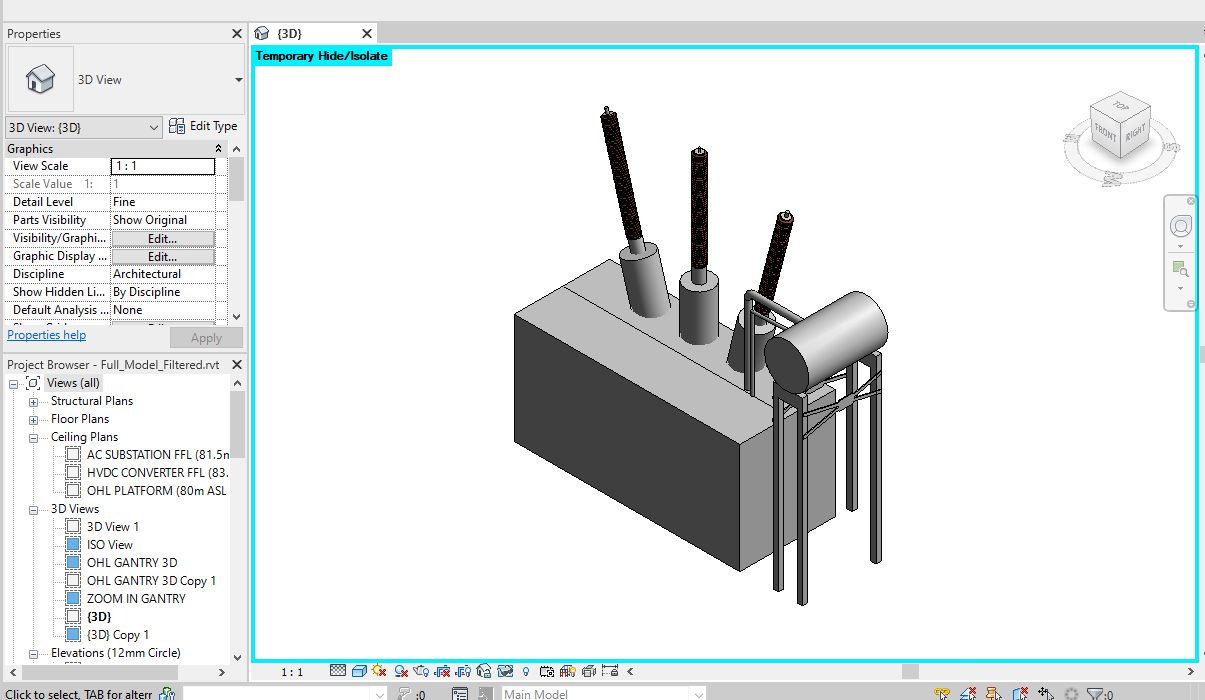 Properties
{3D}
Temporary Hide/Isolate
3D View
3D View: {3D}
Edit Type
Graphics
View Scale 1 : 1
Scale Value 1: 1
Detail Level Fine
Parts Visibility Show Original
Visibility/Graphi... Edit...
Graphic Display ... Edit...
Discipline Architectural
Show Hidden Li... By Discipline
Default Analysis ... None
Properties help
Apply
TOP
FRONT
RIGHT
Project Browser - Full_Model_Filtered.rvt
Views (all)
Structural Plans
Floor Plans
Ceiling Plans
AC SUBSTATION FFL (81.5m
HVDC CONVERTER FFL (83.
OHL PLATFORM (80m ASL
3D Views
3D View 1
ISO View
OHL GANTRY 3D
OHL GANTRY 3D Copy 1
ZOOM IN GANTRY
{3D}
{3D} Copy 1
Elevations (12mm Circle)
1 : 1
Click to select, TAB for altern
:0
Main Model
:0